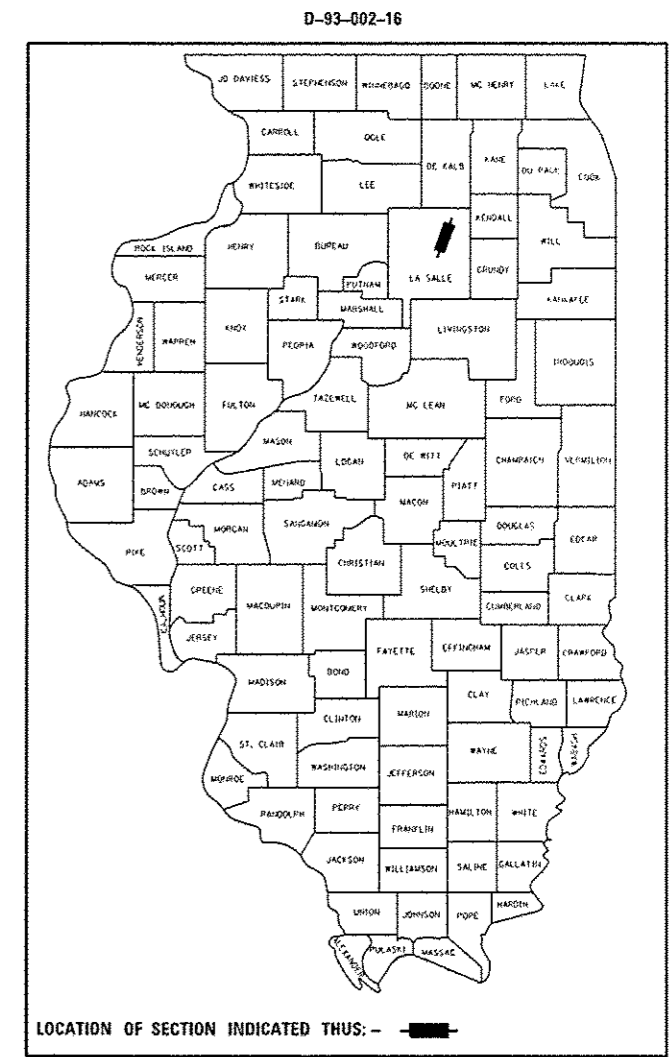 D-93-002-16
JO DAVIESS STEPHENSON WINNEBAGO BOONE MC HENRY LAKE
CARROLL OGLE
DE KALB KANE DU PAGE COOK
WHITESIDE LEE
KENDALL WILL
ROCK ISLAND HENRY BUREAU LA SALLE GRUNDY
MERCER PUTNAM
STARK MARSHALL KANKAKEE
HENDERSON WARREN KNOX LIVINGSTON
PEORIA WOODFORD IROQUOIS
HANCOCK MC DONOUGH FULTON TAZEWELL MC LEAN FORD
MASON
SCHUYLER LOGAN DE WITT CHAMPAIGN VERMILION
ADAMS BROWN CASS MENARD PIATT
MACON
MORGAN SANGAMON DOUGLAS
PIKE SCOTT CHRISTIAN MOULTRIE COLES EDGAR
GREENE SHELBY CLARK
CALHOUN MACOUPIN MONTGOMERY CUMBERLAND
JERSEY FAYETTE EFFINGHAM JASPER CRAWFORD
MADISON BOND
CLAY RICHLAND LAWRENCE
CLINTON MARION
ST. CLAIR WAYNE EDWARDS WABASH
MONROE WASHINGTON JEFFERSON
RANDOLPH PERRY HAMILTON WHITE
FRANKLIN
JACKSON WILLIAMSON SALINE GALLATIN
UNION JOHNSON POPE HARDIN
ALEXANDER PULASKI MASSAC
LOCATION OF SECTION INDICATED THUS: -